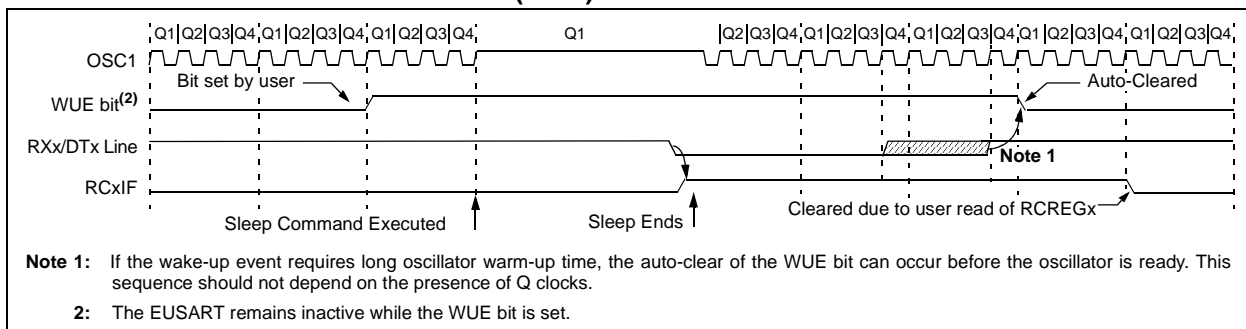 Q1 Q2 Q3 Q4 Q1 Q2 Q3 Q4 Q1 Q2 Q3 Q4 Q1 Q2 Q3 Q4 Q1 Q2 Q3 Q4 Q1 Q2 Q3 Q4 Q1 Q2 Q3 Q4 Q1 Q2 Q3 Q4
OSC1
Bit set by user
Auto-Cleared
WUE bit(2)
RXx/DTx Line
Note 1
RCxIF
Cleared due to user read of RCREGx
Sleep Command Executed
Sleep Ends
Note 1: If the wake-up event requires long oscillator warm-up time, the auto-clear of the WUE bit can occur before the oscillator is ready. This
sequence should not depend on the presence of Q clocks.
2: The EUSART remains inactive while the WUE bit is set.